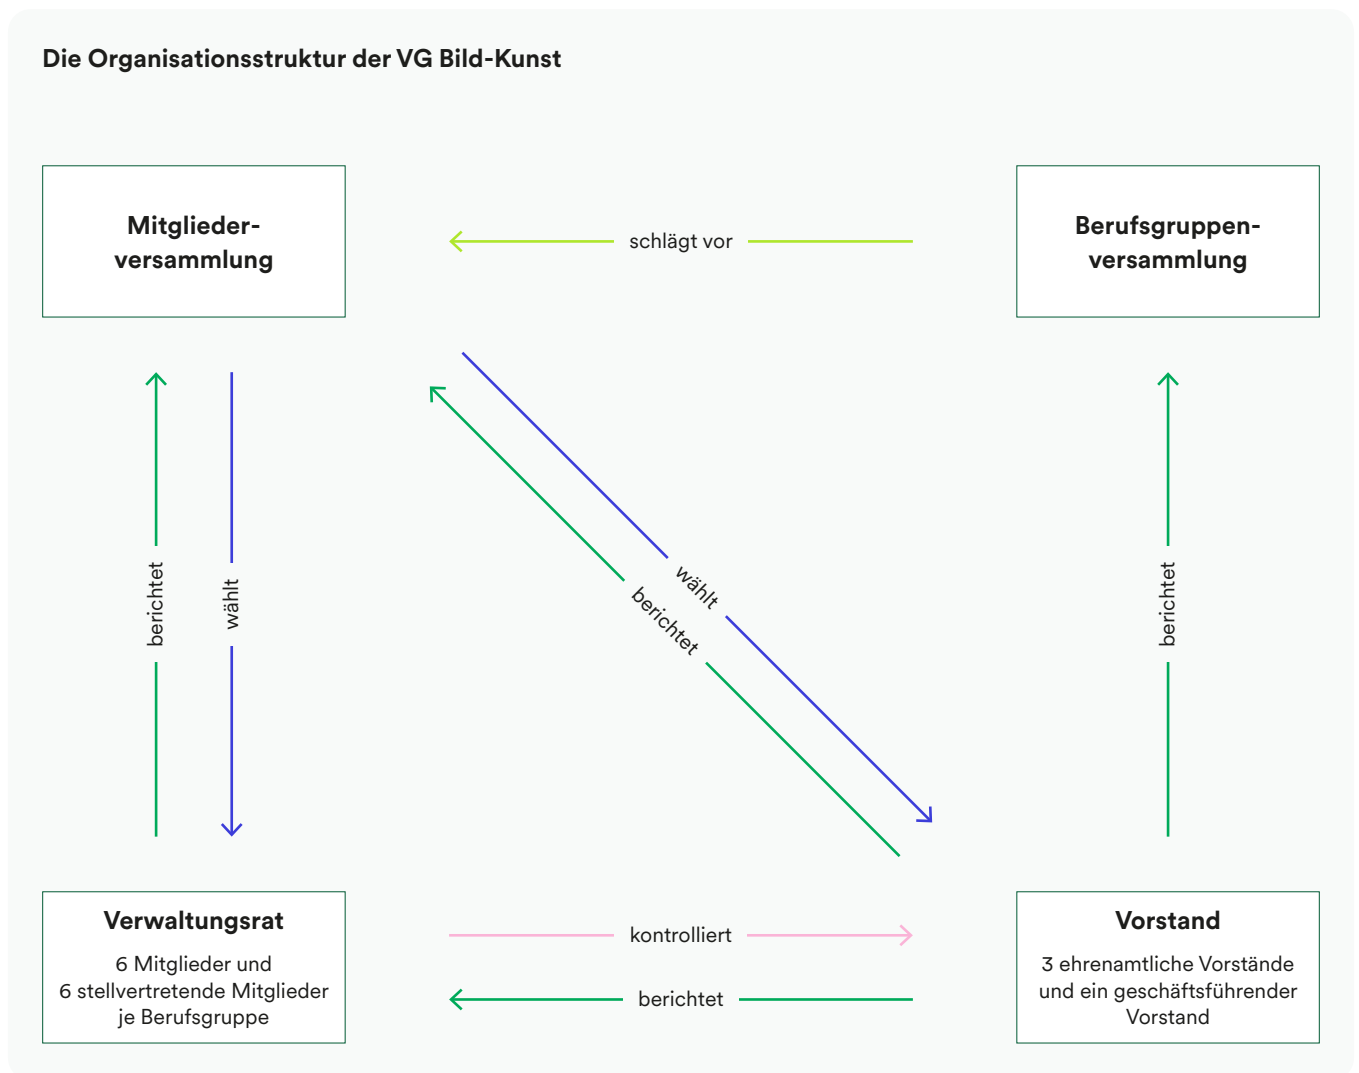 Die Organisationsstruktur der VG Bild-Kunst
Mitglieder-
versammlung
schlägt vor
Berufsgruppen-
versammlung
berichtet
wählt
wählt
berichtet
berichtet
Verwaltungsrat
6 Mitglieder und
6 stellvertretende Mitglieder
je Berufsgruppe
kontrolliert
berichtet
Vorstand
3 ehrenamtliche Vorstände
und ein geschäftsführender
Vorstand